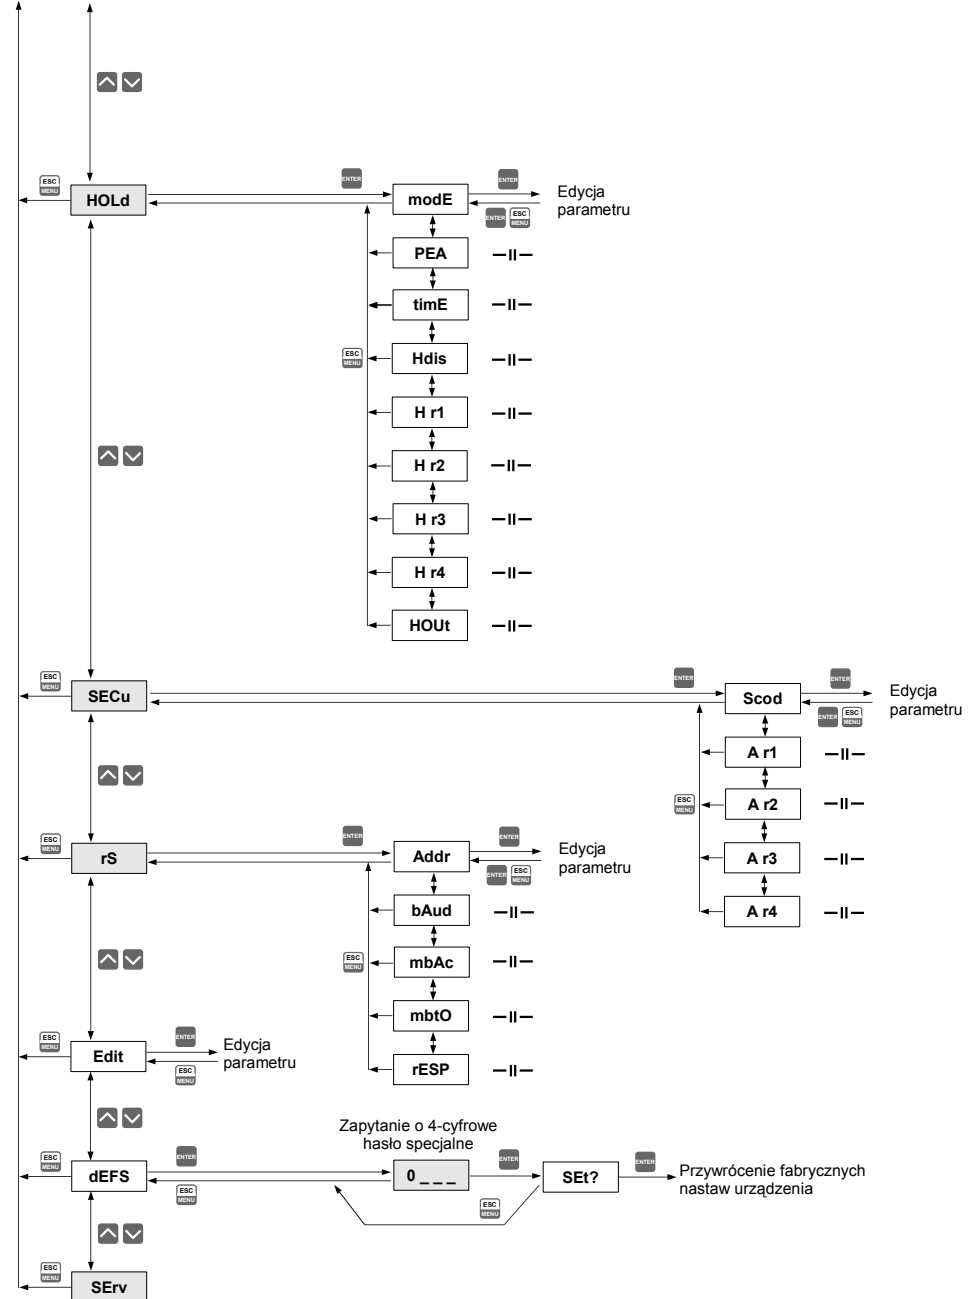 ESC
MENU
HOLd
ENTER
modE
ENTER
ENTER
ESC
MENU
Edycja
parametru
PEA
–II–
timE
–II–
ESC
MENU
Hdis
–II–
H r1
–II–
H r2
–II–
H r3
–II–
H r4
–II–
HOUt
–II–
ESC
MENU
SECu
ENTER
Scod
ENTER
ENTER
ESC
MENU
Edycja
parametru
A r1
–II–
ESC
MENU
A r2
–II–
A r3
–II–
A r4
–II–
ESC
MENU
rS
ENTER
Addr
ENTER
ENTER
ESC
MENU
Edycja
parametru
bAud
–II–
ESC
MENU
mbAc
–II–
mbtO
–II–
rESP
–II–
ESC
MENU
Edit
ENTER
ESC
MENU
Edycja
parametru
Zapytanie o 4-cyfrowe
hasło specjalne
ESC
MENU
dEFS
ENTER
ESC
MENU
0 _ _ _
ENTER
ESC
MENU
SEt?
ENTER
Przywrócenie fabrycznych
nastaw urządzenia
ESC
MENU
SErv